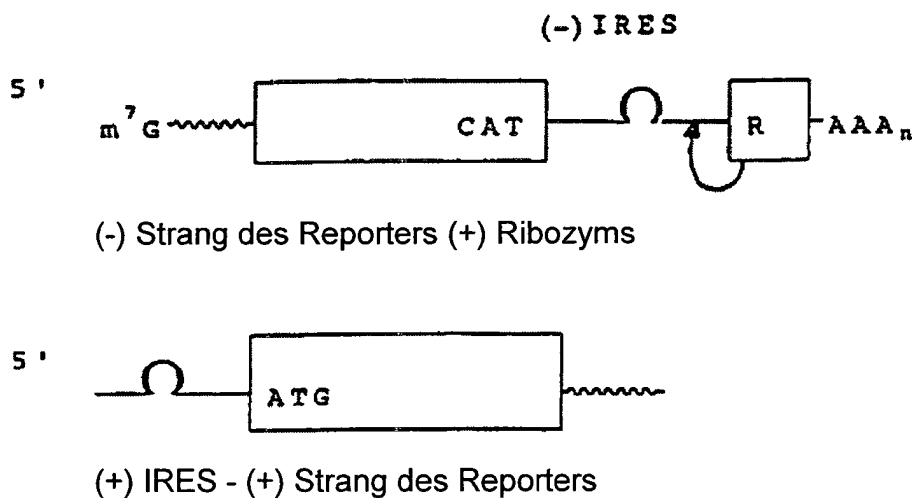 (-) IRES
5'
m⁷G CAT R AAAₙ
(-) Strang des Reporters (+) Ribozyms
5'
ATG
(+) IRES - (+) Strang des Reporters